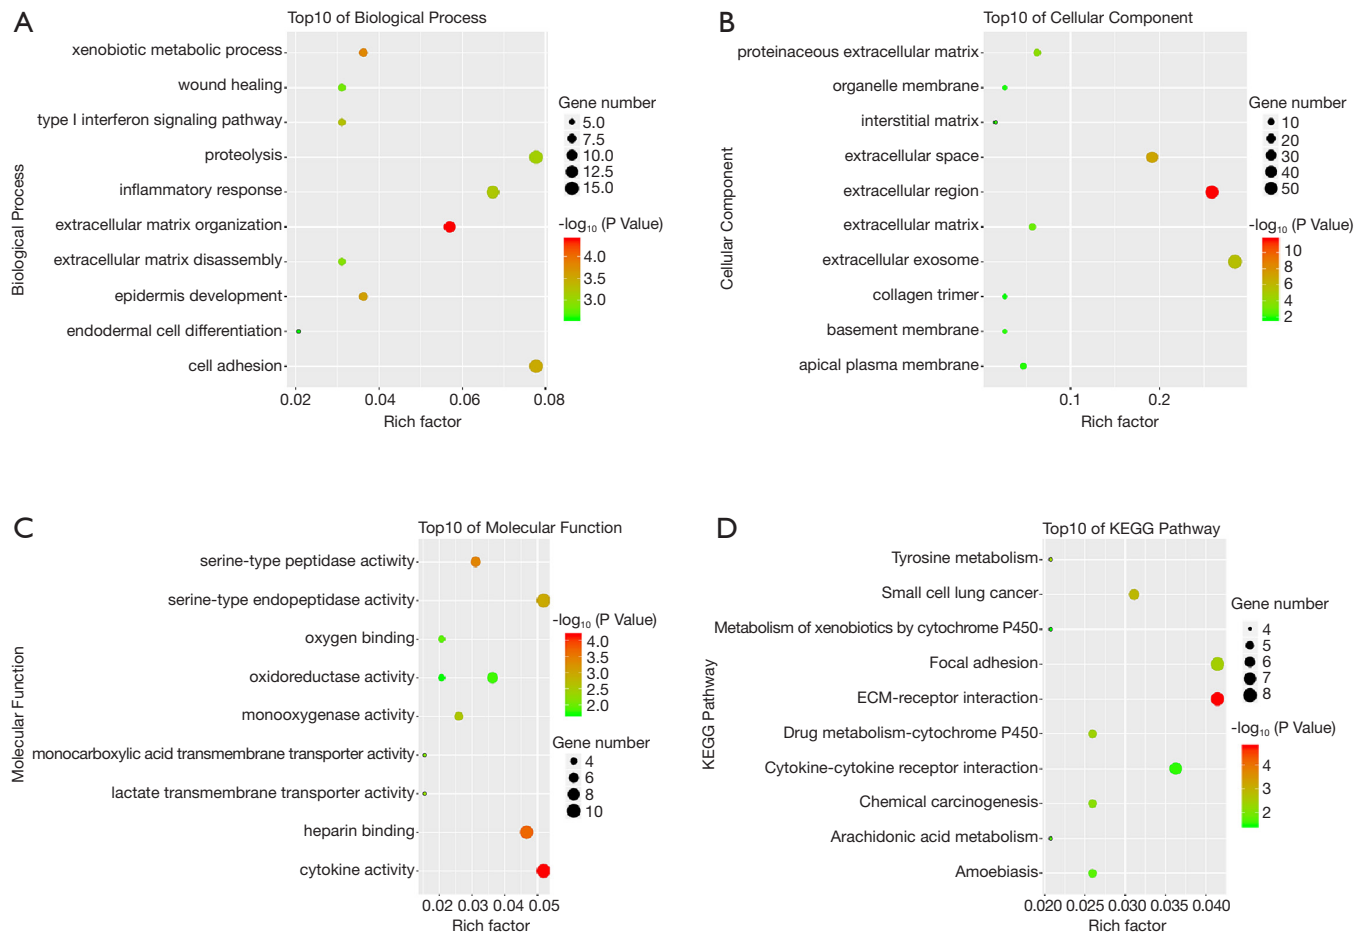 A
Top10 of Biological Process
Biological Process
xenobiotic metabolic process
wound healing
type I interferon signaling pathway
proteolysis
inflammatory response
extracellular matrix organization
extracellular matrix disassembly
epidermis development
endodermal cell differentiation
cell adhesion
0.02 0.04 0.06 0.08
Rich factor
Gene number
5.0
7.5
10.0
12.5
15.0
-log10 (P Value)
4.0
3.5
3.0
B
Top10 of Cellular Component
Cellular Component
proteinaceous extracellular matrix
organelle membrane
interstitial matrix
extracellular space
extracellular region
extracellular matrix
extracellular exosome
collagen trimer
basement membrane
apical plasma membrane
0.1 0.2
Rich factor
Gene number
10
20
30
40
50
-log10 (P Value)
10
8
6
4
2
C
Top10 of Molecular Function
Molecular Function
serine-type peptidase activity
serine-type endopeptidase activity
oxygen binding
oxidoreductase activity
monooxygenase activity
monocarboxylic acid transmembrane transporter activity
lactate transmembrane transporter activity
heparin binding
cytokine activity
0.02 0.03 0.04 0.05
Rich factor
-log10 (P Value)
4.0
3.5
3.0
2.5
2.0
Gene number
4
6
8
10
D
Top10 of KEGG Pathway
KEGG Pathway
Tyrosine metabolism
Small cell lung cancer
Metabolism of xenobiotics by cytochrome P450
Focal adhesion
ECM-receptor interaction
Drug metabolism-cytochrome P450
Cytokine-cytokine receptor interaction
Chemical carcinogenesis
Arachidonic acid metabolism
Amoebiasis
0.020 0.025 0.030 0.035 0.040
Rich factor
Gene number
4
5
6
7
8
-log10 (P Value)
4
3
2